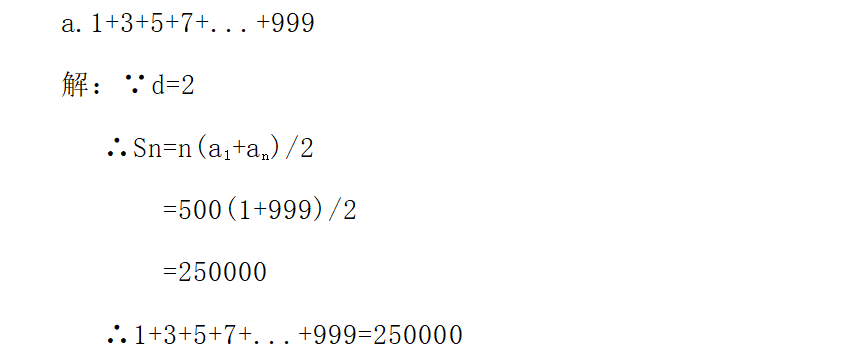 a.1+3+5+7+...+999
解：∵d=2
∴Sn=n(a₁+aₙ)/2
=500(1+999)/2
=250000
∴1+3+5+7+...+999=250000